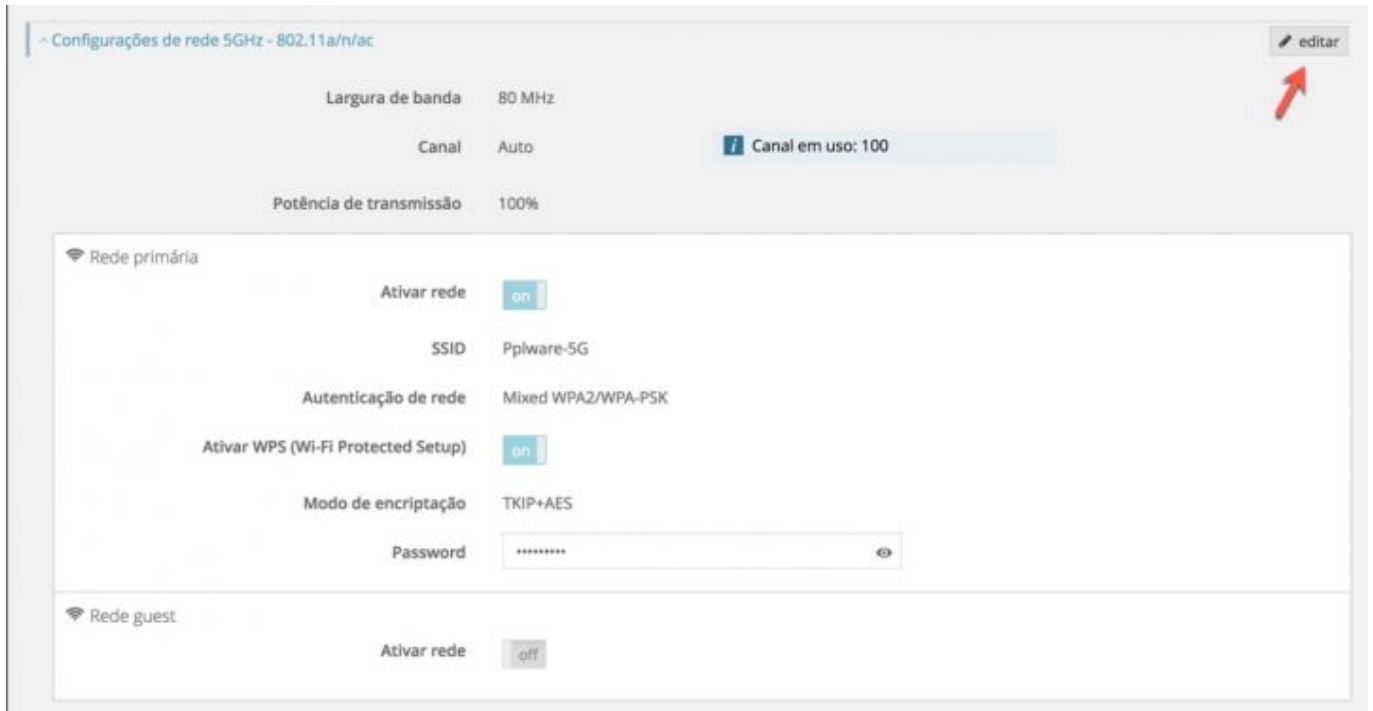 Configurações de rede 5GHz - 802.11a/n/ac
editar
Largura de banda 80 MHz
Canal Auto i Canal em uso: 100
Potência de transmissão 100%
Rede primária
Ativar rede on
SSID Pplware-5G
Autenticação de rede Mixed WPA2/WPA-PSK
Ativar WPS (Wi-Fi Protected Setup) on
Modo de encriptação TKIP+AES
Password •••••••••
Rede guest
Ativar rede off